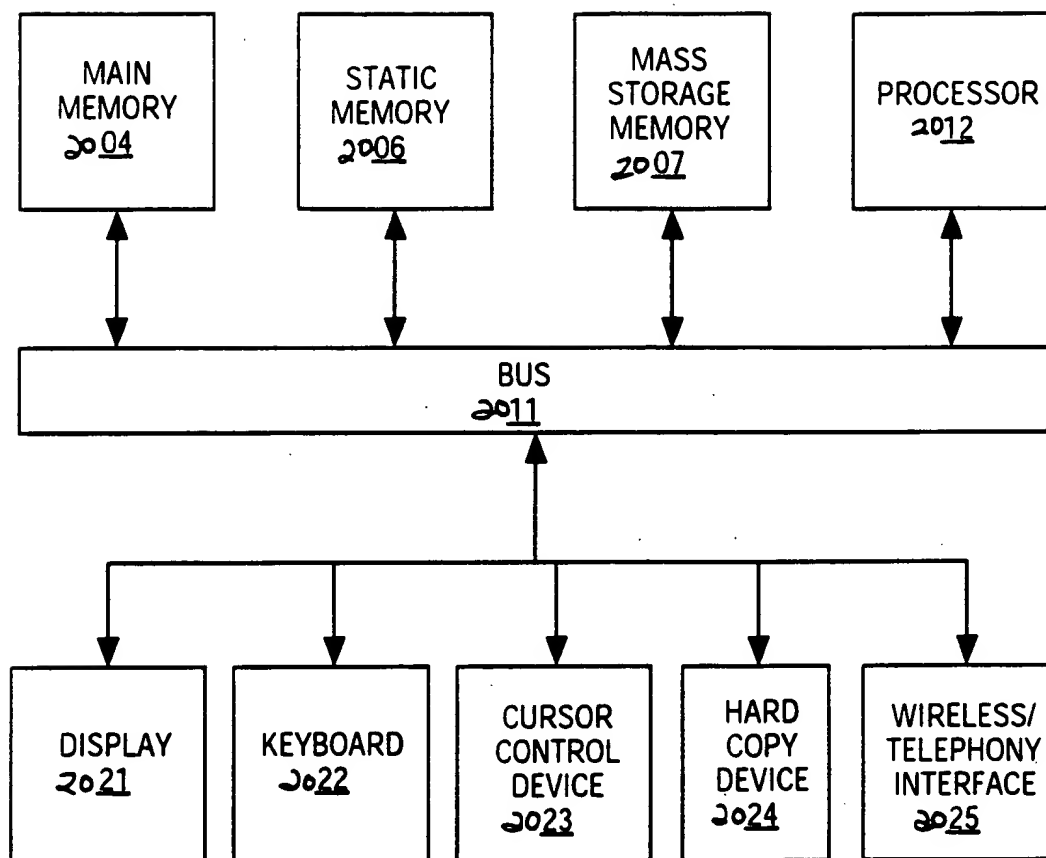 MAIN
MEMORY
2004
STATIC
MEMORY
2006
MASS
STORAGE
MEMORY
2007
PROCESSOR
2012
BUS
2011
DISPLAY
2021
KEYBOARD
2022
CURSOR
CONTROL
DEVICE
2023
HARD
COPY
DEVICE
2024
WIRELESS/
TELEPHONY
INTERFACE
2025